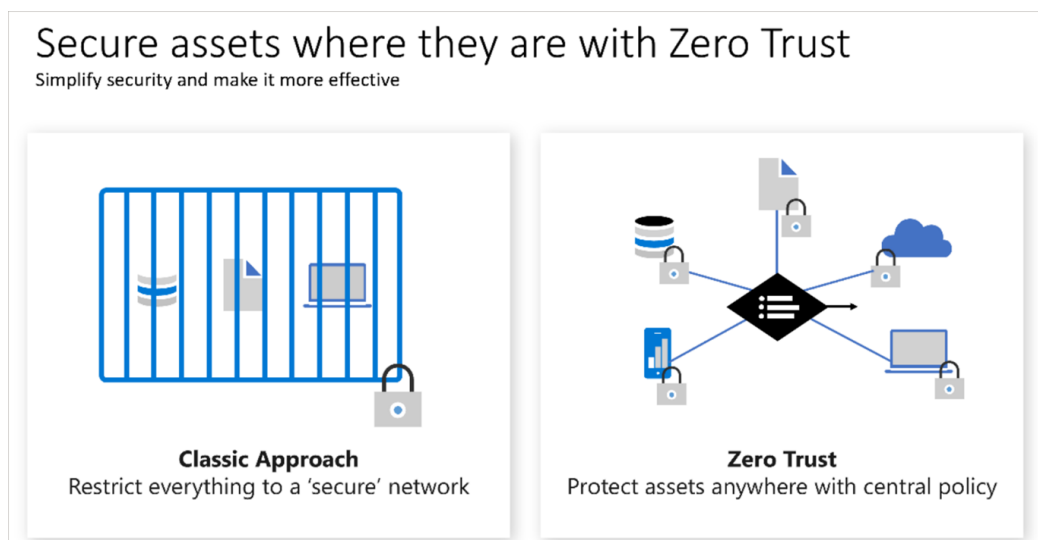 Secure assets where they are with Zero Trust
Simplify security and make it more effective
Classic Approach
Restrict everything to a ‘secure’ network
Zero Trust
Protect assets anywhere with central policy